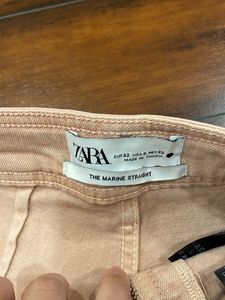 ZARA
EUR 32 USA 0 MEX 22
MADE IN TUNISIA
THE MARINE STRAIGHT